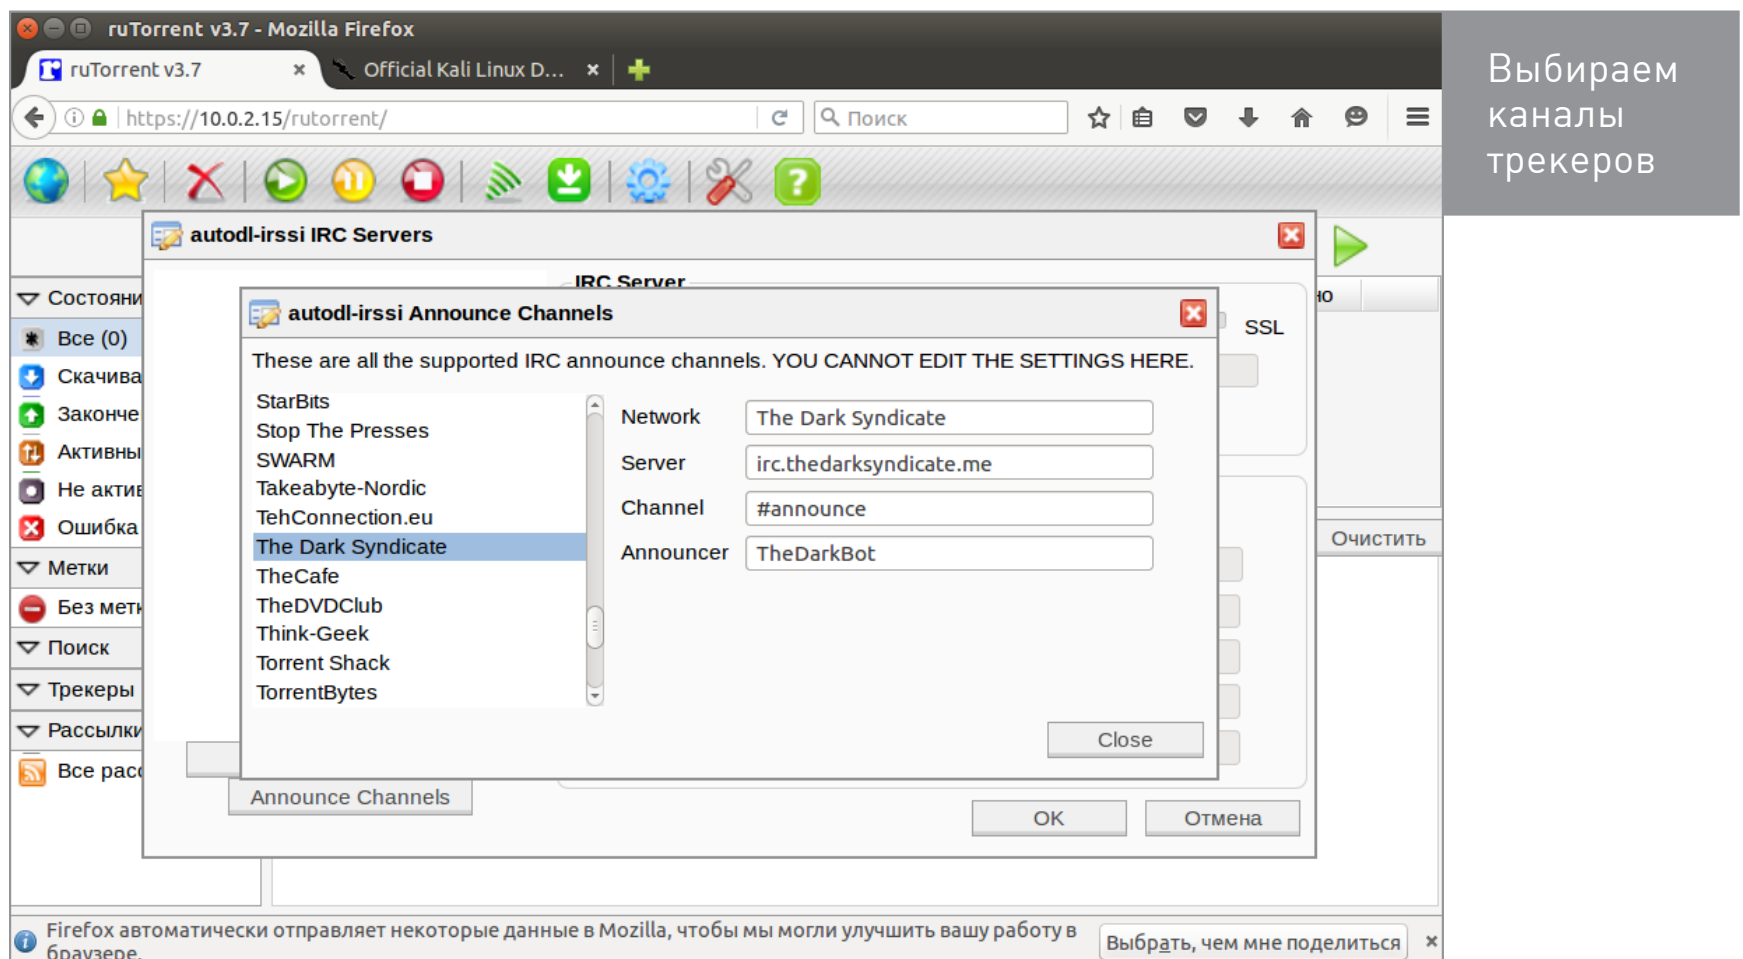 ruTorrent v3.7 - Mozilla Firefox
ruTorrent v3.7
Official Kali Linux D...
https://10.0.2.15/rutorrent/
Поиск
Выбираем
каналы
трекеров
autodl-irssi IRC Servers
IRC Server
SSL
autodl-irssi Announce Channels
These are all the supported IRC announce channels. YOU CANNOT EDIT THE SETTINGS HERE.
StarBits
Stop The Presses
SWARM
Takeabyte-Nordic
TehConnection.eu
The Dark Syndicate
TheCafe
TheDVDClub
Think-Geek
Torrent Shack
TorrentBytes
Network The Dark Syndicate
Server irc.thedarksyndicate.me
Channel #announce
Announcer TheDarkBot
Close
Announce Channels
OK
Отмена
Состояни
Все (0)
Скачива
Закончe
Активны
Не актив
Ошибка
Метки
Без метк
Поиск
Трекеры
Рассылки
Все расс
но
Очистить
Firefox автоматически отправляет некоторые данные в Mozilla, чтобы мы могли улучшить вашу работу в
браузере.
Выбрать, чем мне поделиться